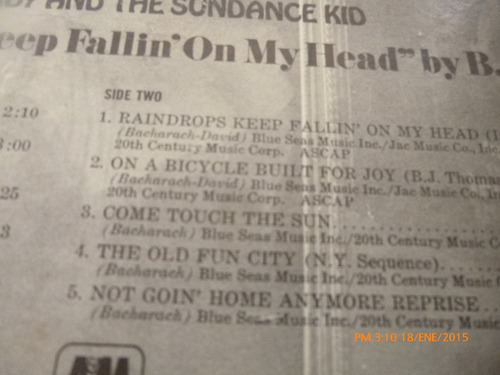 AND THE SUNDANCE KID
Fallin' On My Head" by B.
SIDE TWO
2:10
1. RAINDROPS KEEP FALLIN' ON MY HEAD
(Bacharach-David) Blue Seas Music Inc./Jac Music Co., Inc.
:00
20th Century Music Corp. ASCAP
2. ON A BICYCLE BUILT FOR JOY (B.J. Thomas
(Bacharach-David) Blue Seas Music Inc./Jac Music Co.,
25
20th Century Music Corp. ASCAP
3. COME TOUCH THE SUN
3
(Bacharach) Blue Seas Music Inc./20th Century Music
4. THE OLD FUN CITY (N.Y. Sequence)
(Bacharach) Blue Seas Music Inc./20th Century Music
5. NOT GOIN' HOME ANYMORE REPRISE
(Bacharach) Blue Seas Music Inc./20th Century Music
PM 3:10 18/ENE/2015
A&M